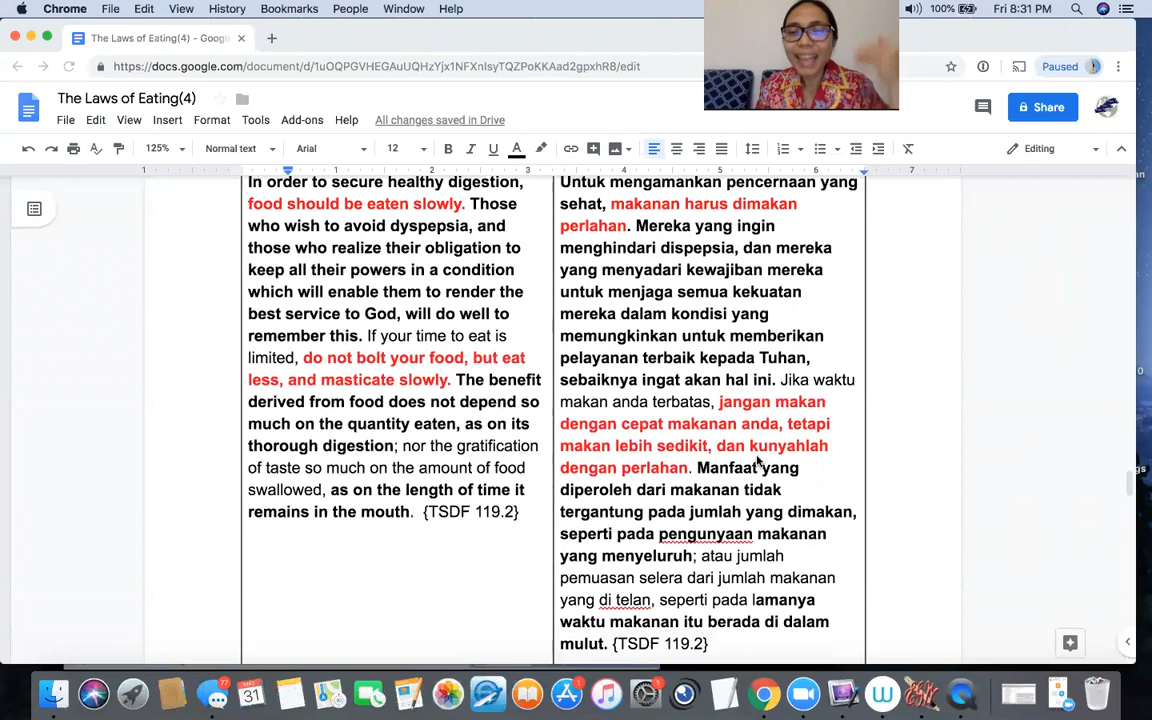 Chrome File Edit View History Bookmarks People Window Help
100% Fri 8:31 PM
The Laws of Eating(4) - Googl
https://docs.google.com/document/d/1uOQPGVHEGAuUQHzYjx1NFXnIsyTQZPoKKAad2gpxhR8/edit
Paused
The Laws of Eating(4)
File Edit View Insert Format Tools Add-ons Help All changes saved in Drive
Share
125% Normal text Arial 12 B I U A Editing
1 1 2 3 4 5 6 7
In order to secure healthy digestion,
food should be eaten slowly. Those
who wish to avoid dyspepsia, and
those who realize their obligation to
keep all their powers in a condition
which will enable them to render the
best service to God, will do well to
remember this. If your time to eat is
limited, do not bolt your food, but eat
less, and masticate slowly. The benefit
derived from food does not depend so
much on the quantity eaten, as on its
thorough digestion; nor the gratification
of taste so much on the amount of food
swallowed, as on the length of time it
remains in the mouth. {TSDF 119.2}
Untuk mengamankan pencernaan yang
sehat, makanan harus dimakan
perlahan. Mereka yang ingin
menghindari dispepsia, dan mereka
yang menyadari kewajiban mereka
untuk menjaga semua kekuatan
mereka dalam kondisi yang
memungkinkan untuk memberikan
pelayanan terbaik kepada Tuhan,
sebaiknya ingat akan hal ini. Jika waktu
makan anda terbatas, jangan makan
dengan cepat makanan anda, tetapi
makan lebih sedikit, dan kunyahlah
dengan perlahan. Manfaat yang
diperoleh dari makanan tidak
tergantung pada jumlah yang dimakan,
seperti pada pengunyaan makanan
yang menyeluruh; atau jumlah
pemuasan selera dari jumlah makanan
yang di telan, seperti pada lamanya
waktu makanan itu berada di dalam
mulut. {TSDF 119.2}
77
31
1
1